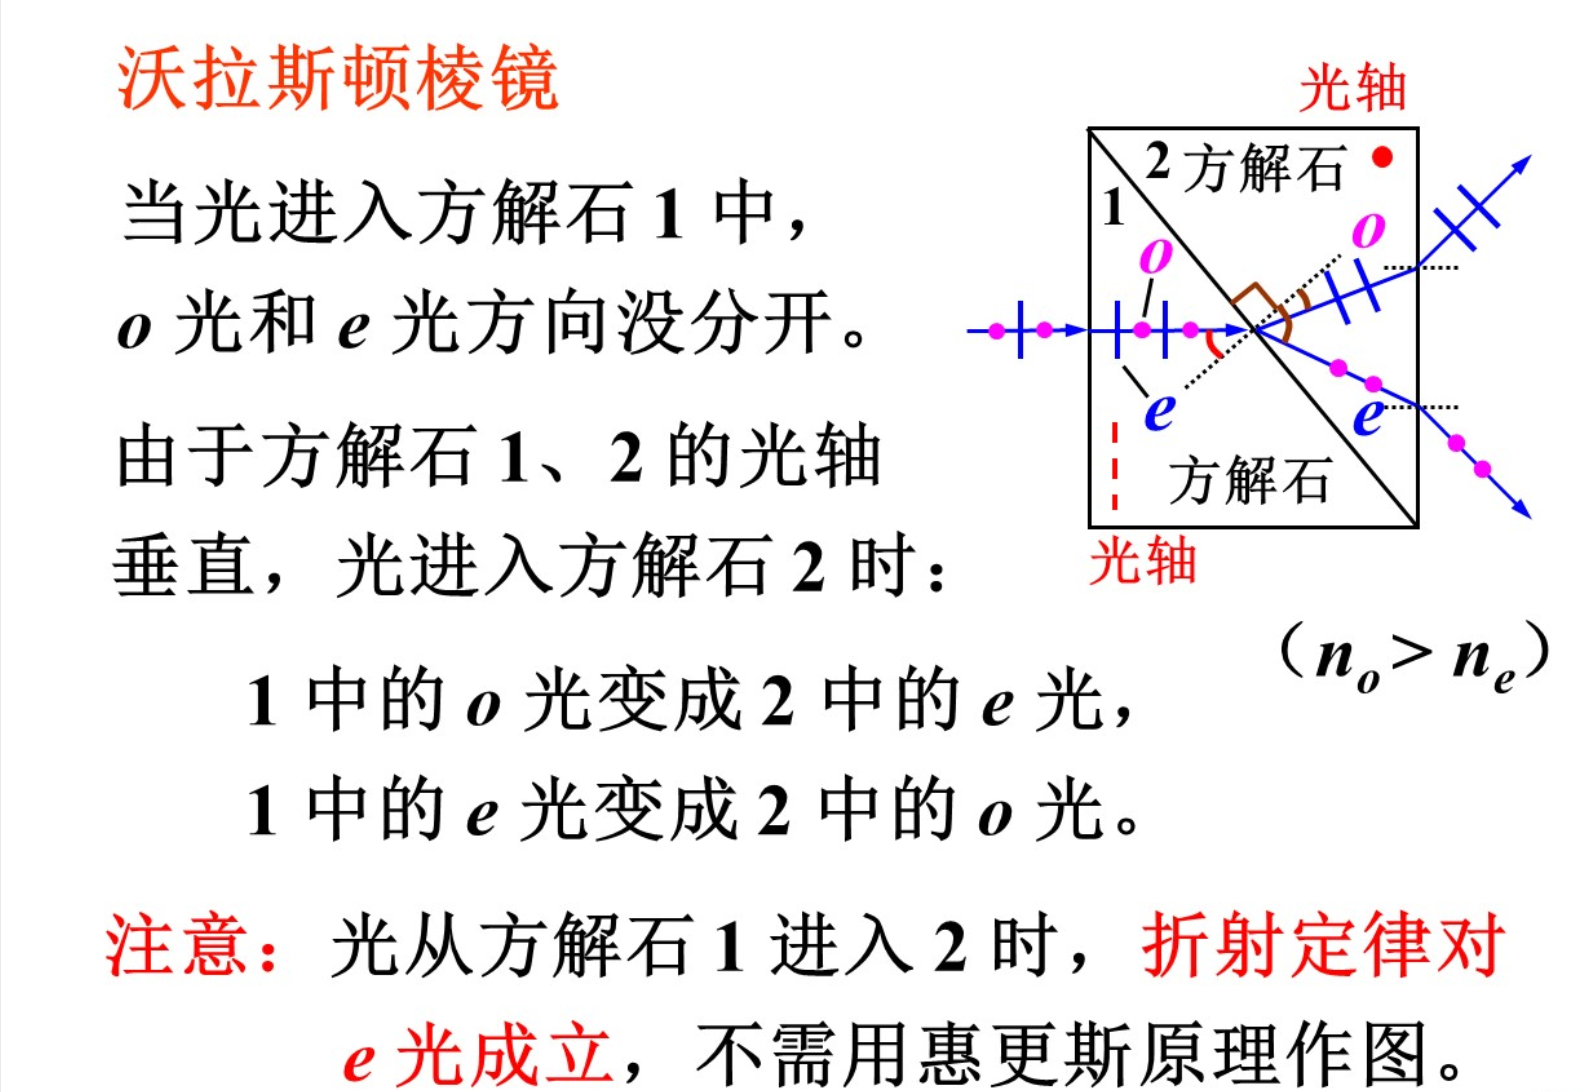 沃拉斯顿棱镜
当光进入方解石 1 中，
o 光和 e 光方向没分开。
由于方解石 1、2 的光轴
垂直，光进入方解石 2 时：
1 中的 o 光变成 2 中的 e 光，
1 中的 e 光变成 2 中的 o 光。
注意：光从方解石 1 进入 2 时，折射定律对
e 光成立，不需用惠更斯原理作图。
光轴
2 方解石
1
o
o
e
e
方解石
光轴
（n_o > n_e）